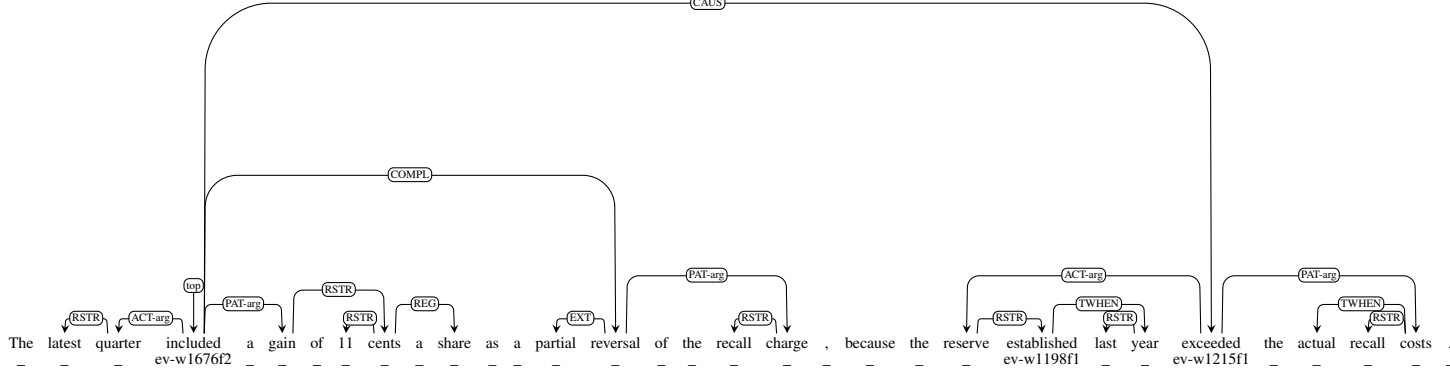 CAUS
COMPL
top
PAT-arg ACT-arg PAT-arg
RSTR
PAT-arg REG TWHEN TWHEN
RSTR ACT-arg RSTR EXT RSTR RSTR RSTR RSTR
The latest quarter included a gain of 11 cents a share as a partial reversal of the recall charge , because the reserve established last year exceeded the actual recall costs .
_ _ _ ev-w1676f2 _ _ _ _ _ _ _ _ _ _ _ _ _ _ _ _ _ _ _ ev-w1198f1 _ _ ev-w1215f1 _ _ _ _ _